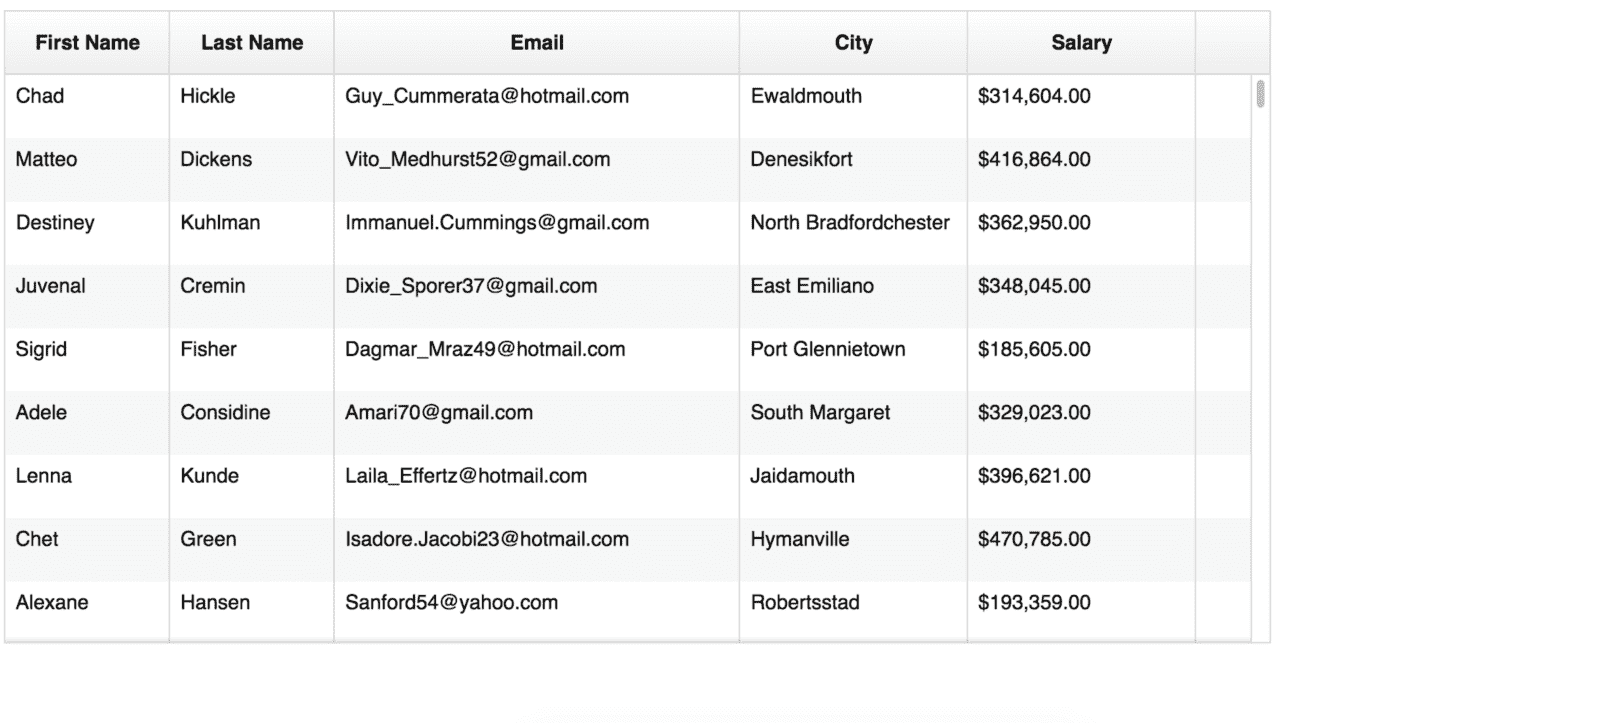 First Name Last Name Email City Salary
Chad Hickle Guy_Cummerata@hotmail.com Ewaldmouth $314,604.00
Matteo Dickens Vito_Medhurst52@gmail.com Denesikfort $416,864.00
Destiney Kuhlman Immanuel.Cummings@gmail.com North Bradfordchester $362,950.00
Juvenal Cremin Dixie_Sporer37@gmail.com East Emiliano $348,045.00
Sigrid Fisher Dagmar_Mraz49@hotmail.com Port Glennietown $185,605.00
Adele Considine Amari70@gmail.com South Margaret $329,023.00
Lenna Kunde Laila_Effertz@hotmail.com Jaidamouth $396,621.00
Chet Green Isadore.Jacobi23@hotmail.com Hymanville $470,785.00
Alexane Hansen Sanford54@yahoo.com Robertsstad $193,359.00